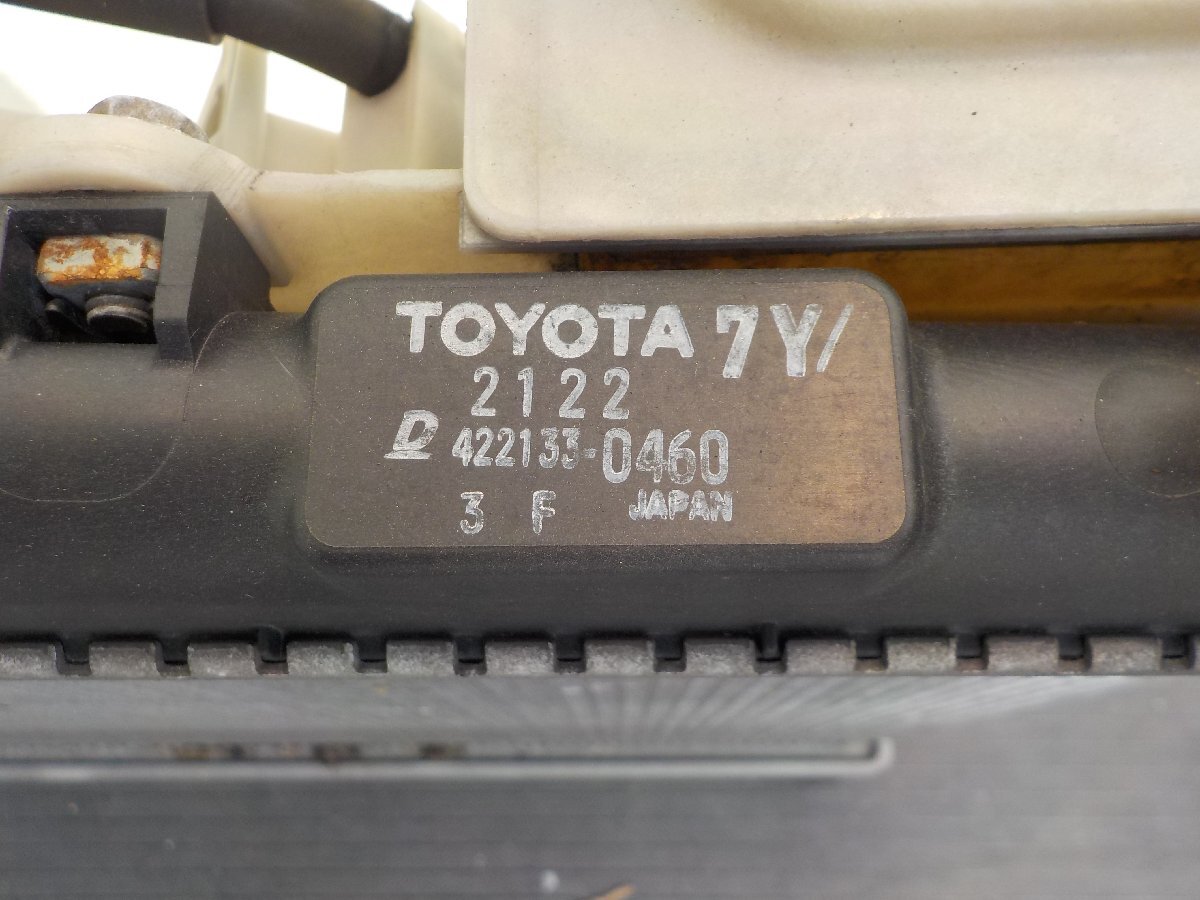 TOYOTA 7Y/
2122
D 422133-0460
3 F JAPAN